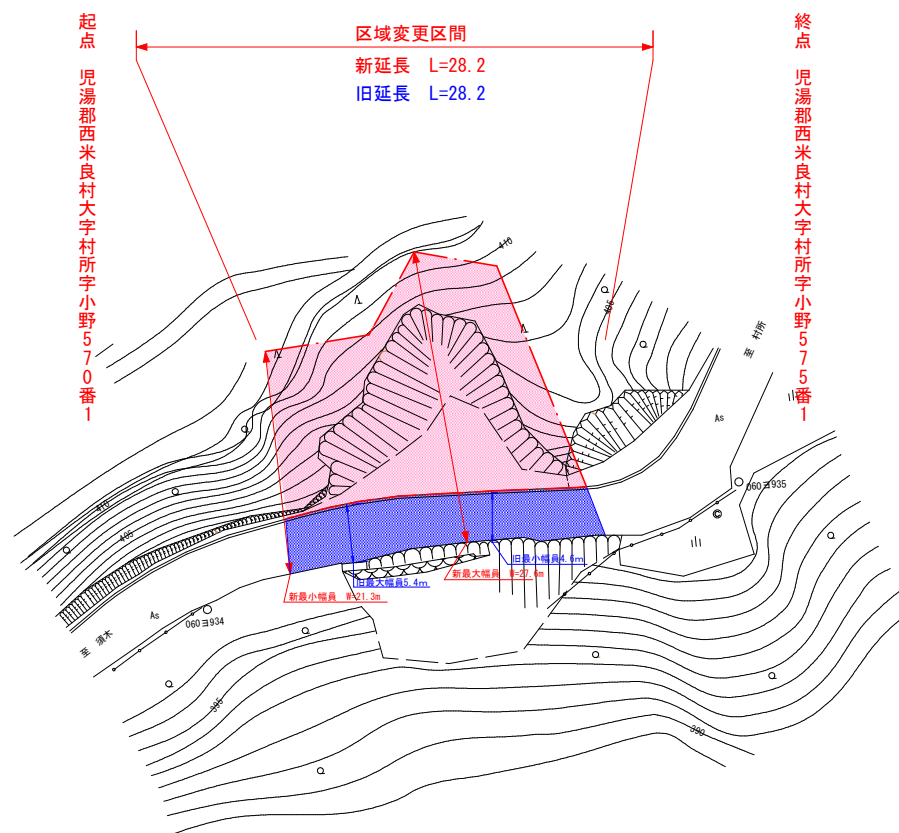 起点　児湯郡西米良村大字村所字小野570番1
区域変更区間
新延長　L=28.2
旧延長　L=28.2
終点　児湯郡西米良村大字村所字小野575番1
410
405
至　村所
As
060ヨ935
410
405
旧最小幅員4.6m
旧最大幅員5.4m
新最大幅員　W=27.6m
新最小幅員　W=21.3m
As
060ヨ934
至　須木
395
390